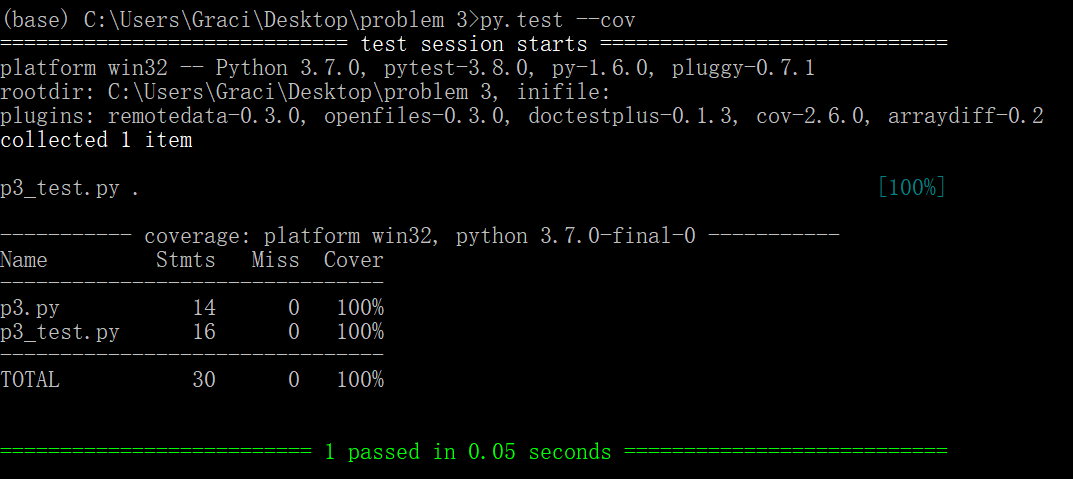 (base) C:\Users\Graci\Desktop\problem 3>py.test --cov
============================= test session starts =============================
platform win32 -- Python 3.7.0, pytest-3.8.0, py-1.6.0, pluggy-0.7.1
rootdir: C:\Users\Graci\Desktop\problem 3, inifile:
plugins: remotedata-0.3.0, openfiles-0.3.0, doctestplus-0.1.3, cov-2.6.0, arraydiff-0.2
collected 1 item
p3_test.py .                                                             [100%]
----------- coverage: platform win32, python 3.7.0-final-0 -----------
Name         Stmts   Miss  Cover
--------------------------------
p3.py           14      0   100%
p3_test.py      16      0   100%
--------------------------------
TOTAL           30      0   100%
========================== 1 passed in 0.05 seconds ===========================